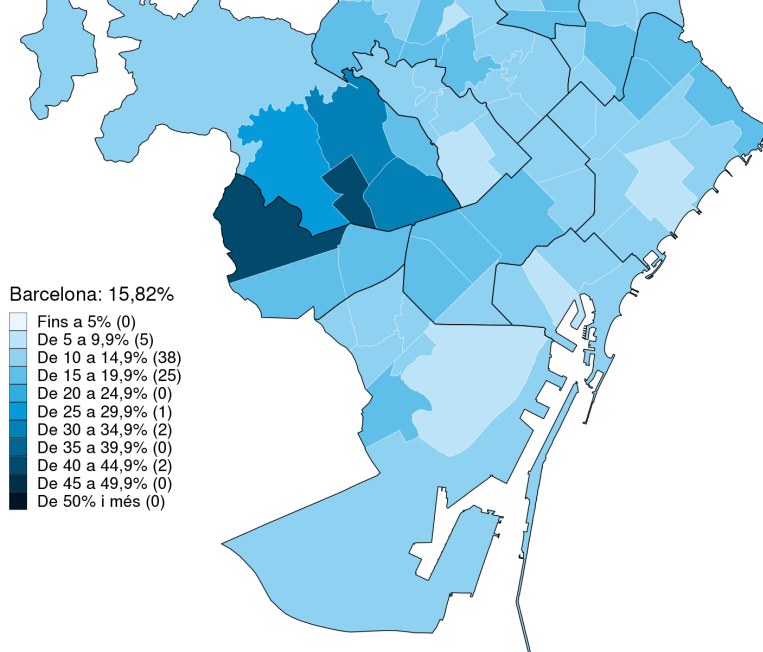 Barcelona: 15,82%
Fins a 5% (0)
De 5 a 9,9% (5)
De 10 a 14,9% (38)
De 15 a 19,9% (25)
De 20 a 24,9% (0)
De 25 a 29,9% (1)
De 30 a 34,9% (2)
De 35 a 39,9% (0)
De 40 a 44,9% (2)
De 45 a 49,9% (0)
De 50% i més (0)